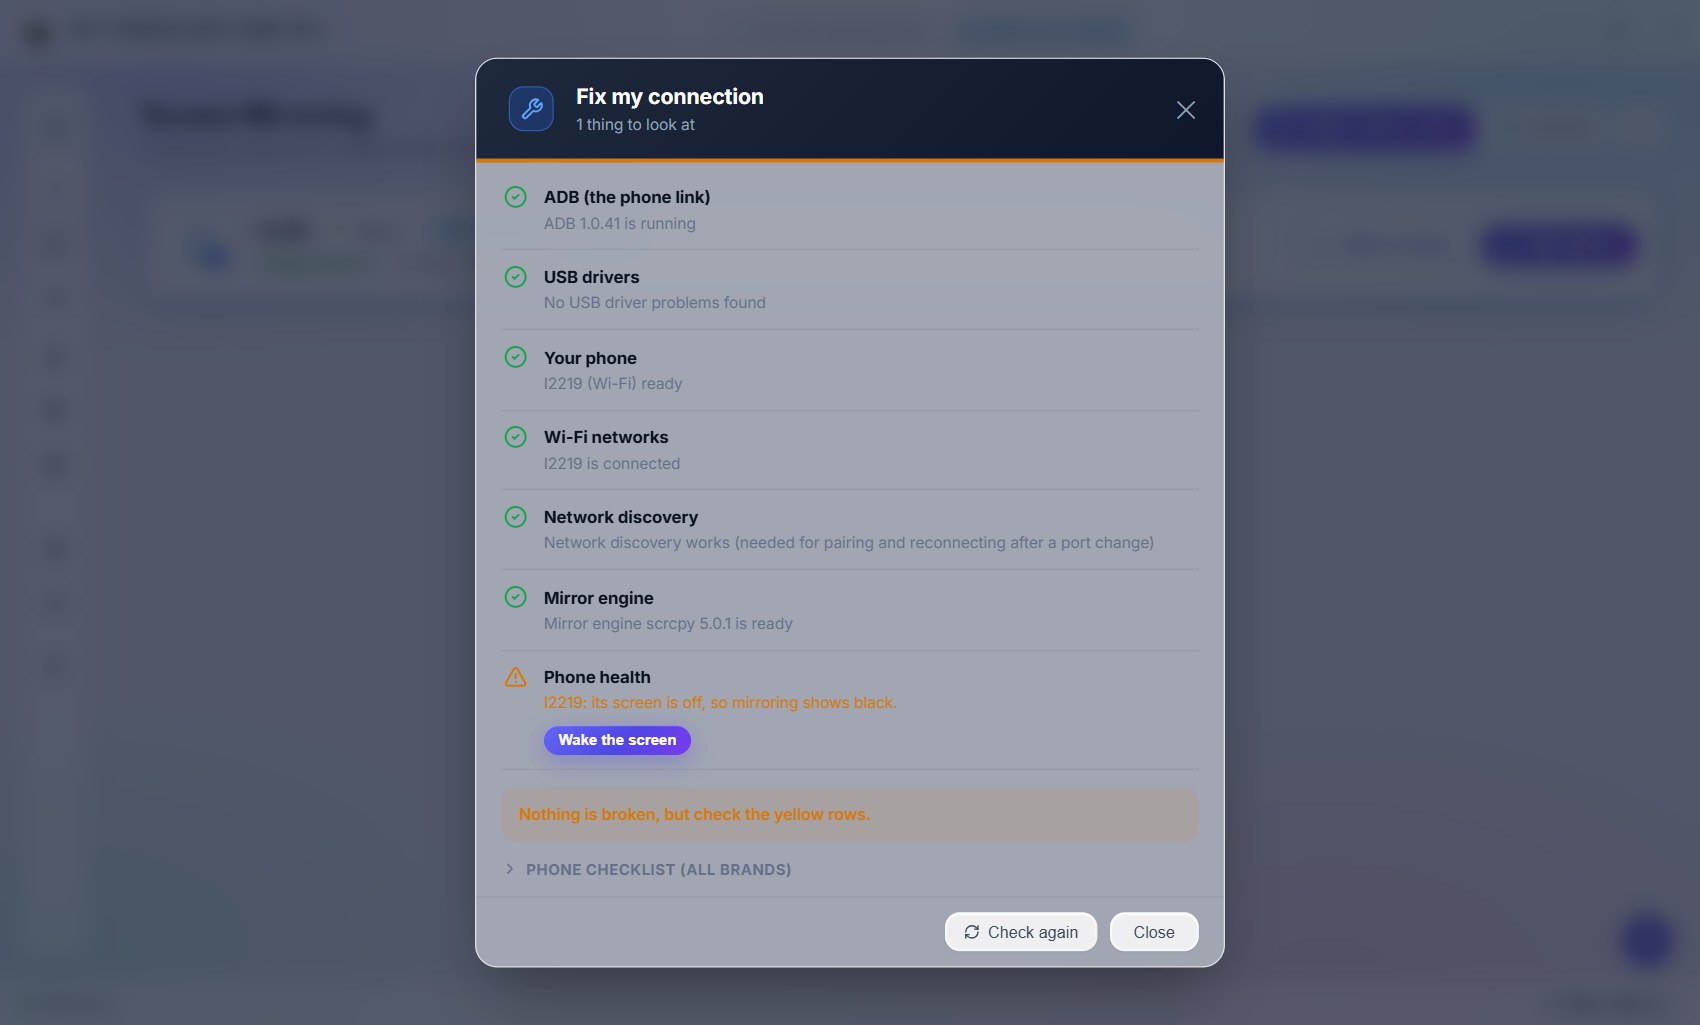 Fix my connection
1 thing to look at
ADB (the phone link)
ADB 1.0.41 is running
USB drivers
No USB driver problems found
Your phone
I2219 (Wi-Fi) ready
Wi-Fi networks
I2219 is connected
Network discovery
Network discovery works (needed for pairing and reconnecting after a port change)
Mirror engine
Mirror engine scrcpy 5.0.1 is ready
Phone health
I2219: its screen is off, so mirroring shows black.
Wake the screen
Nothing is broken, but check the yellow rows.
PHONE CHECKLIST (ALL BRANDS)
Check again
Close